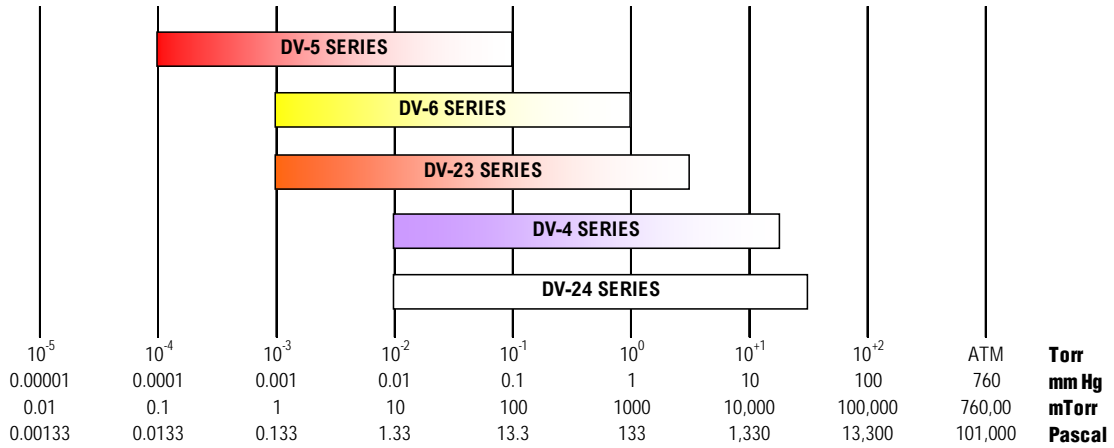 DV-5 SERIES
DV-6 SERIES
DV-23 SERIES
DV-4 SERIES
DV-24 SERIES
10-5 10-4 10-3 10-2 10-1 100 10+1 10+2 ATM Torr
0.00001 0.0001 0.001 0.01 0.1 1 10 100 760 mm Hg
0.01 0.1 1 10 100 1000 10,000 100,000 760,00 mTorr
0.00133 0.0133 0.133 1.33 13.3 133 1,330 13,300 101,000 Pascal